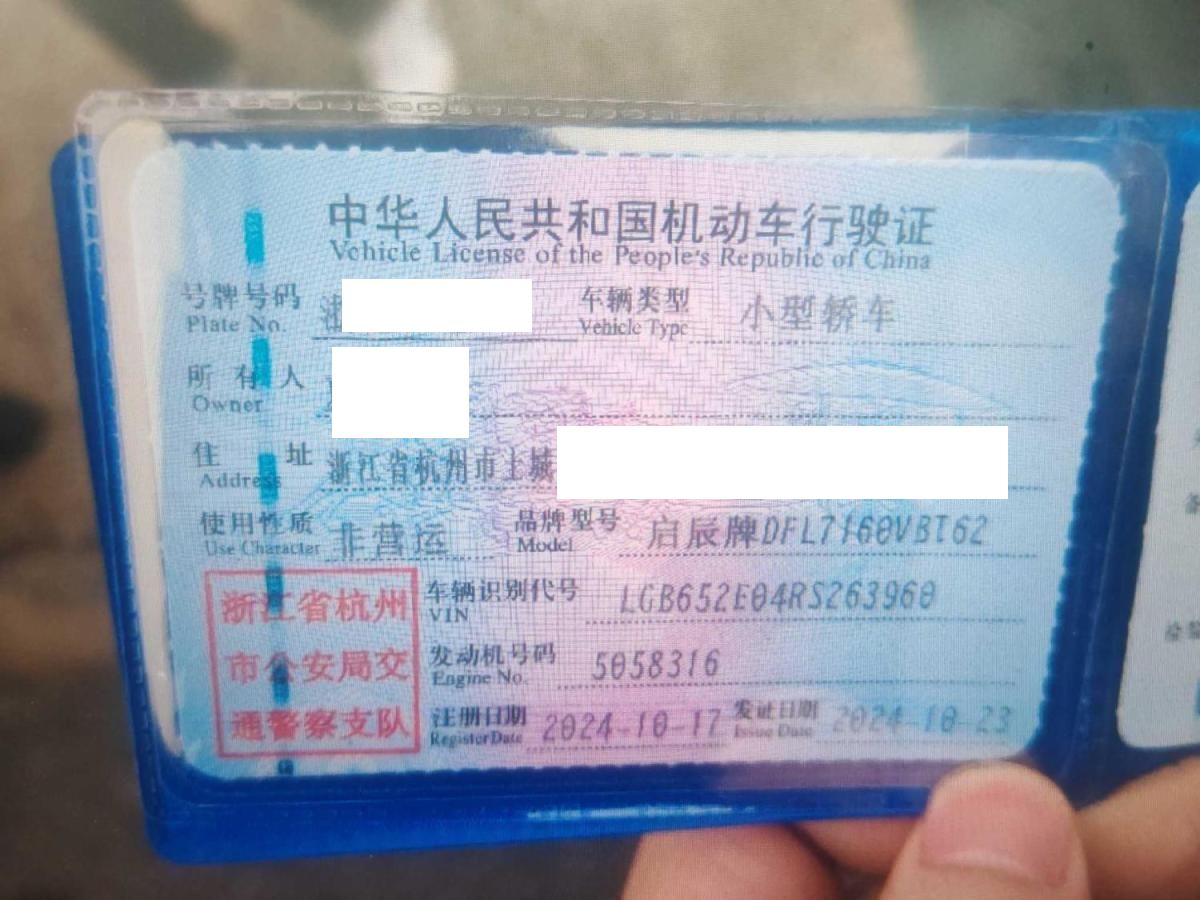 中华人民共和国机动车行驶证
Vehicle License of the People's Republic of China
号牌号码 浙 车辆类型 小型轿车
Plate No. Vehicle Type
所有人
Owner
住址 浙江省杭州市上城
Address
使用性质 非营运 品牌型号 启辰牌DFL7160VBT62
Use Character Model
浙江省杭州 车辆识别代号 LGB652E04RS263960
VIN
市公安局交 发动机号码 5058316
Engine No.
通警察支队 注册日期 2024-10-17 发证日期 2024-10-23
Register Date Issue Date